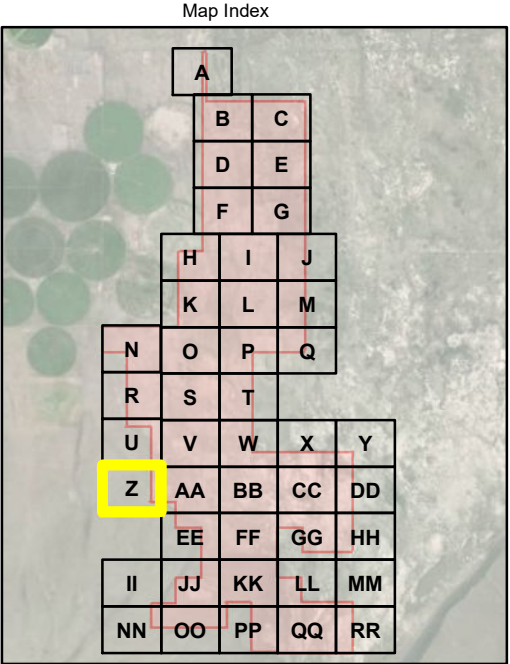 Map Index
A
B C
D E
F G
H I J
K L M
N O P Q
R S T
U V W X Y
Z AA BB CC DD
EE FF GG HH
II JJ KK LL MM
NN OO PP QQ RR